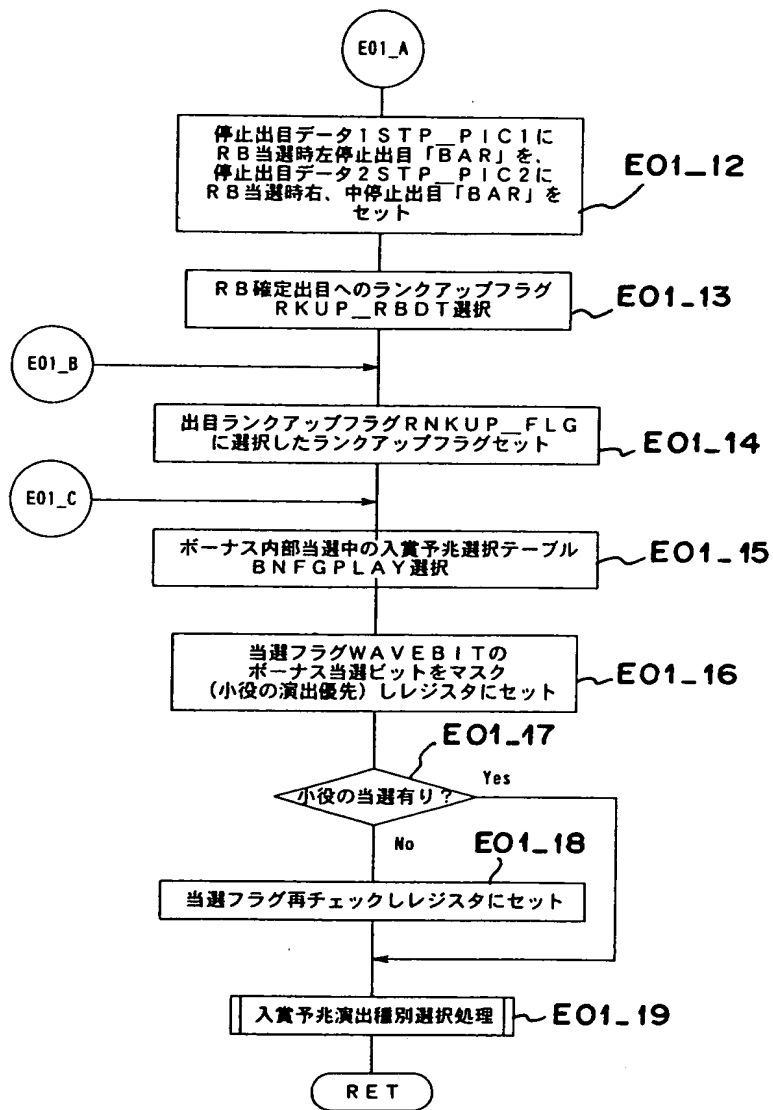 E01_A
停止出目データ1STP__PIC1に
RB当選時左停止出目「BAR」を、
停止出目データ2STP__PIC2に
RB当選時右、中停止出目「BAR」を
セット
E01_12
RB確定出目へのランクアップフラグ
RKUP__RBDT選択
E01_13
E01_B
出目ランクアップフラグRNKUP__FLG
に選択したランクアップフラグセット
E01_14
E01_C
ボーナス内部当選中の入賞予兆選択テーブル
BNFGPLAY選択
E01_15
当選フラグWAVEBITの
ボーナス当選ビットをマスク
(小役の演出優先)しレジスタにセット
E01_16
E01_17
小役の当選有り?
Yes
No
E01_18
当選フラグ再チェックしレジスタにセット
入賞予兆演出種別選択処理
E01_19
RET